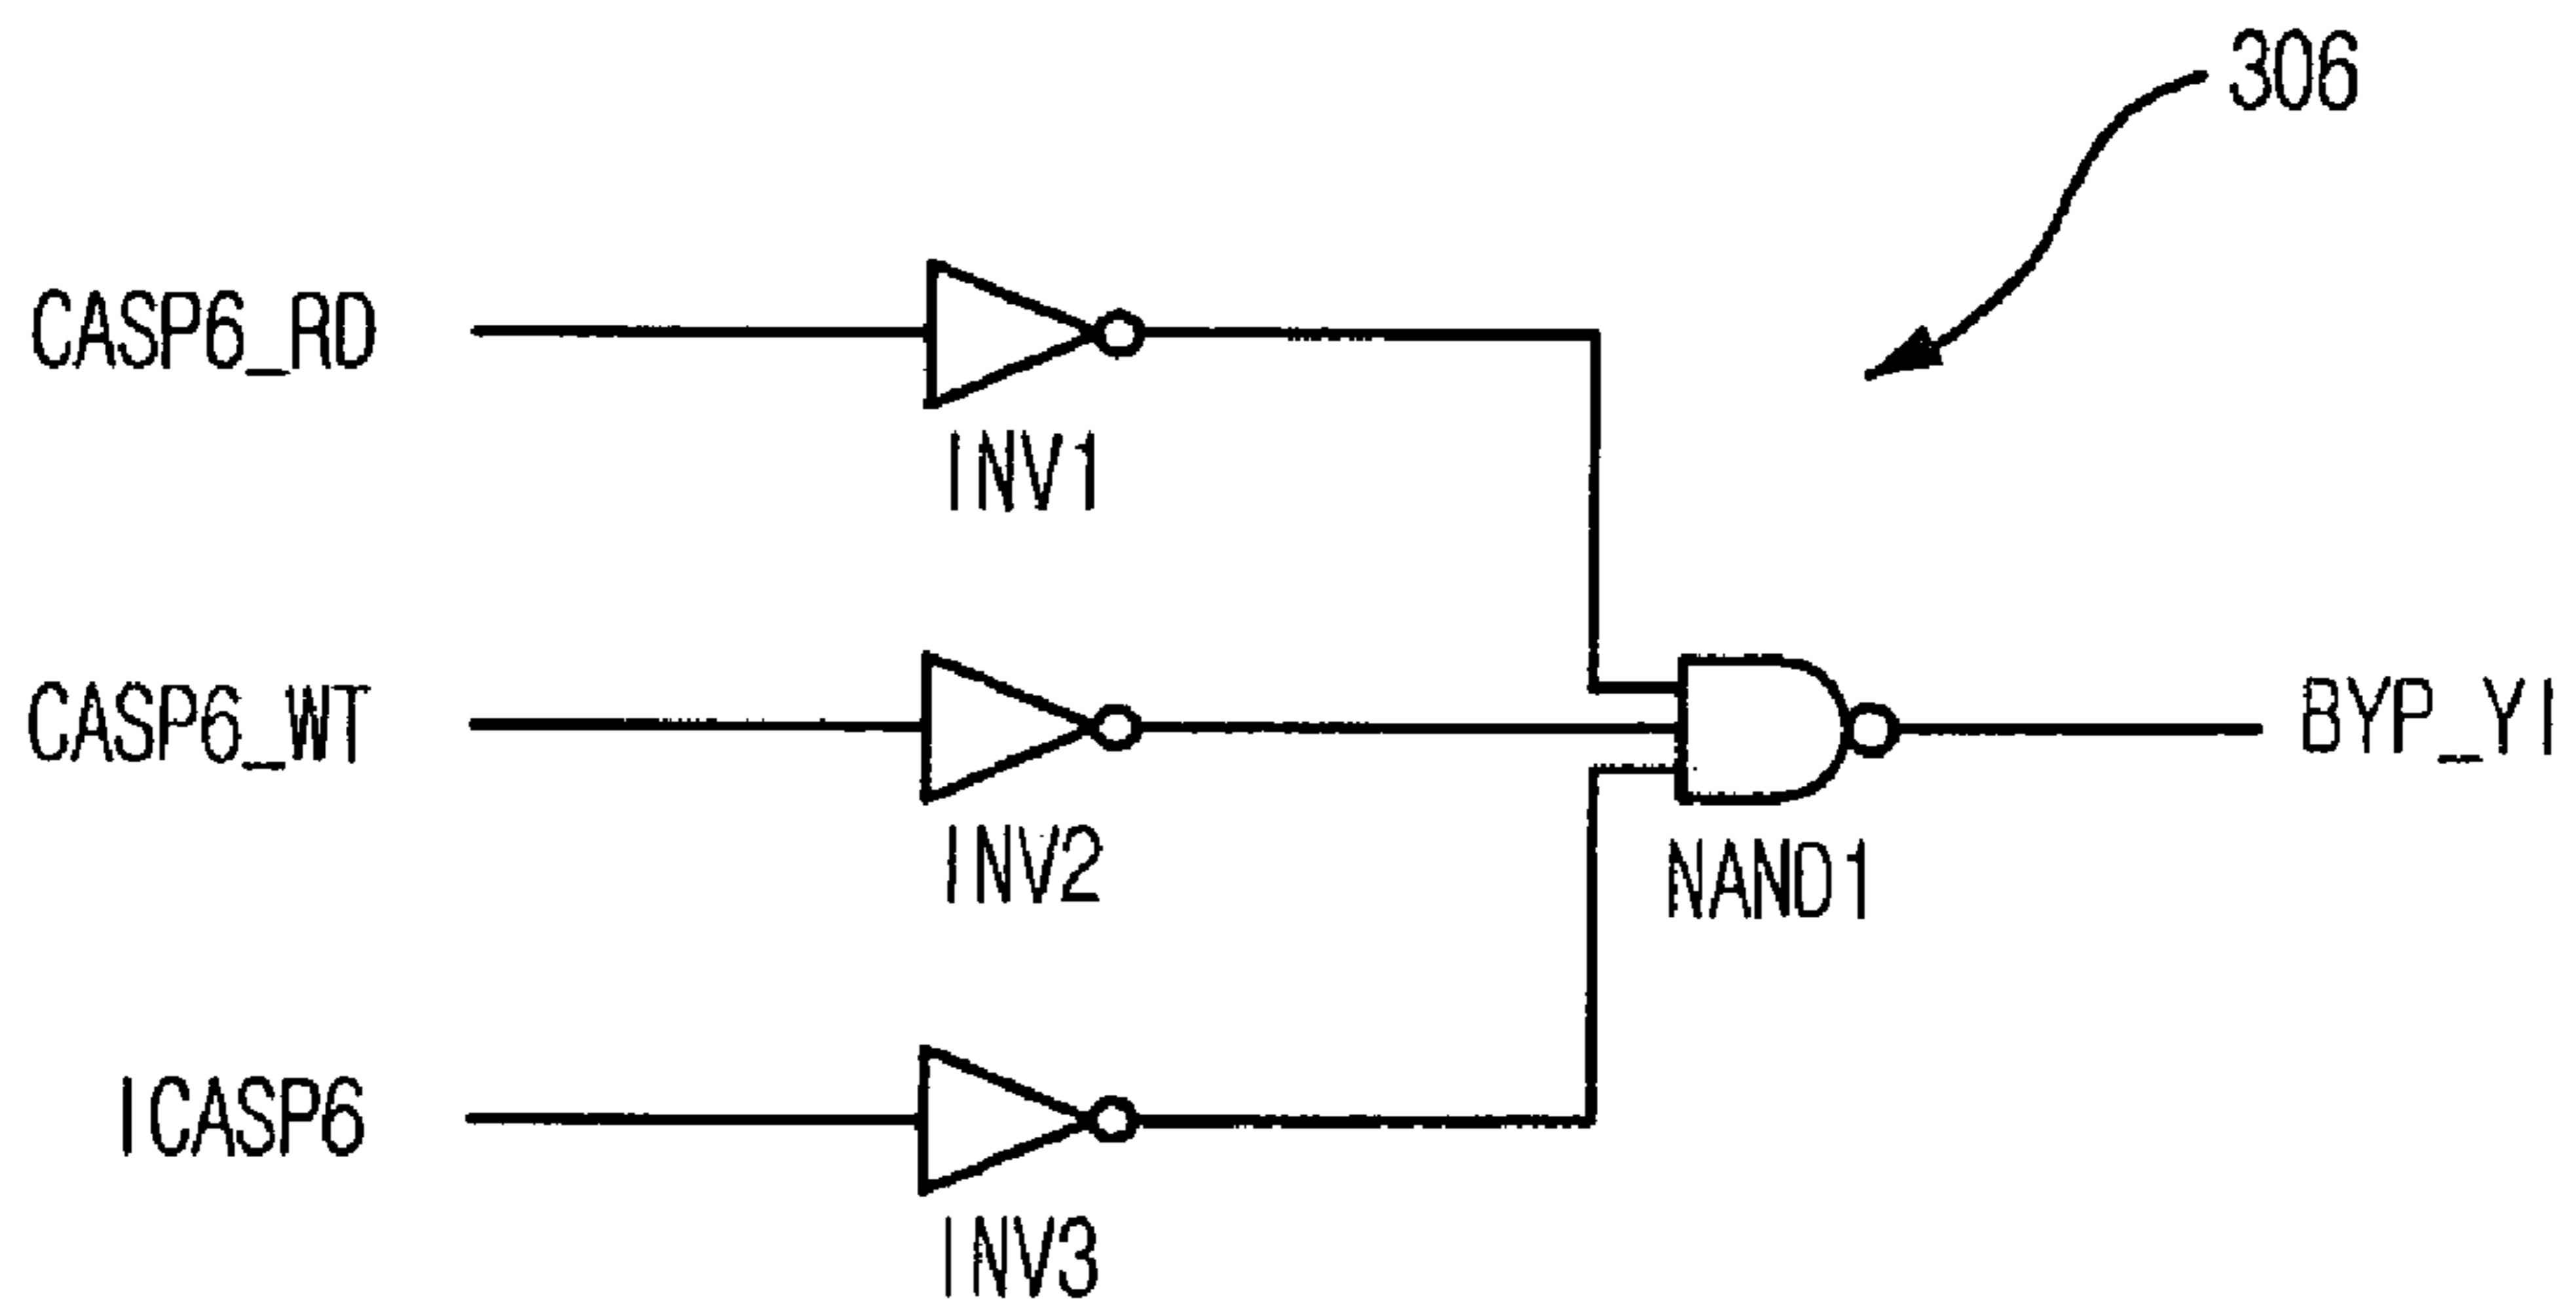 306
CASP6_RD
INV1
CASP6_WT
BYP_YI
INV2
NAND1
ICASP6
INV3